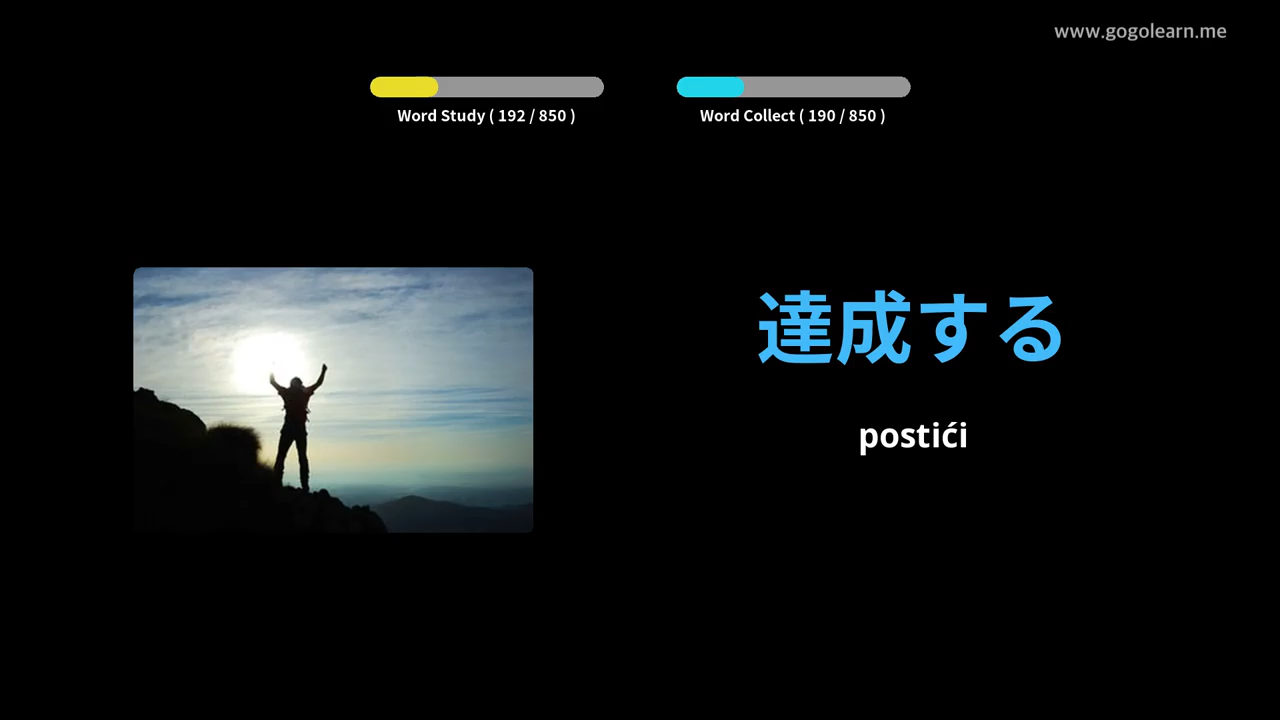 www.gogolearn.me
Word Study ( 192 / 850 )
Word Collect ( 190 / 850 )
達成する
postići